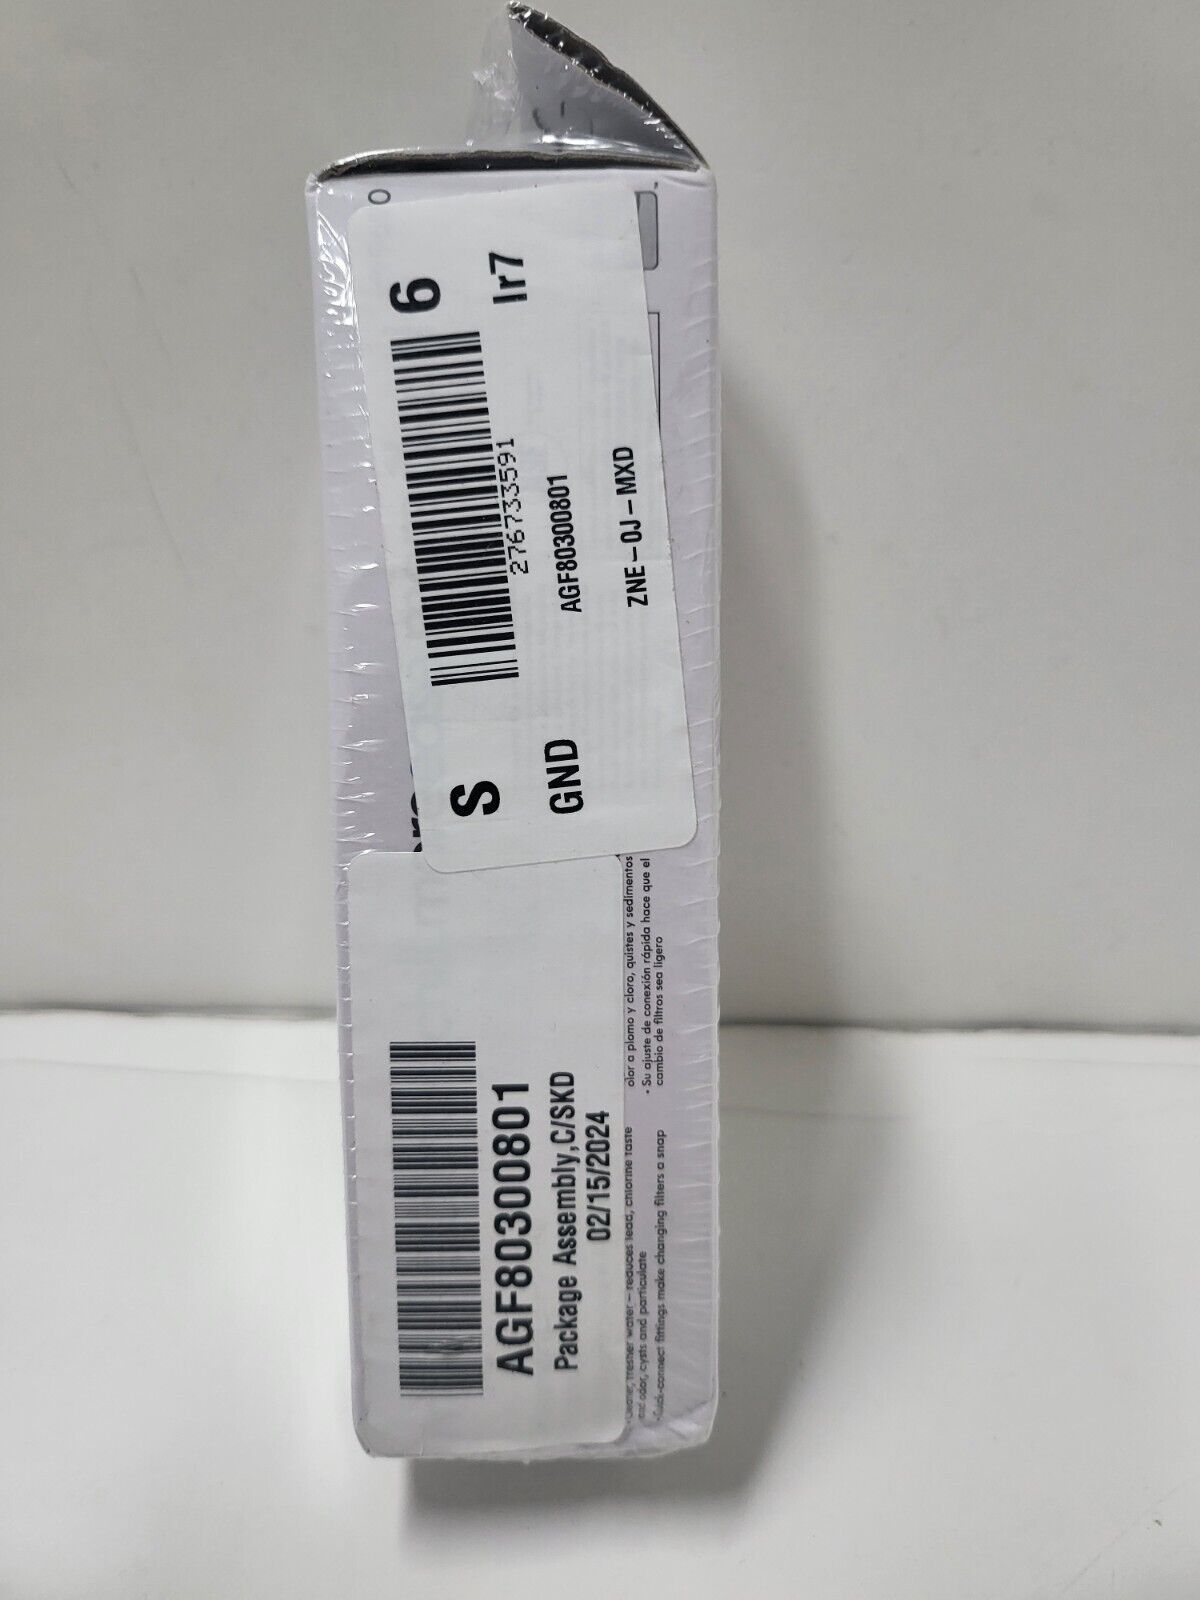 6
lr7
276733591
AGF80300801
ZNE-0J-MXD
S
GND
AGF80300801
Package Assembly,C/SKD
02/15/2024
olor a plomo y cloro, quistes y sedimentos
• Su ajuste de conexión rápida hace que el
cambio de filtros sea ligero
• Cleaner, fresher water – reduces lead, chlorine taste
and odor, cysts and particulate
• Quick-connect fittings make changing filters a snap